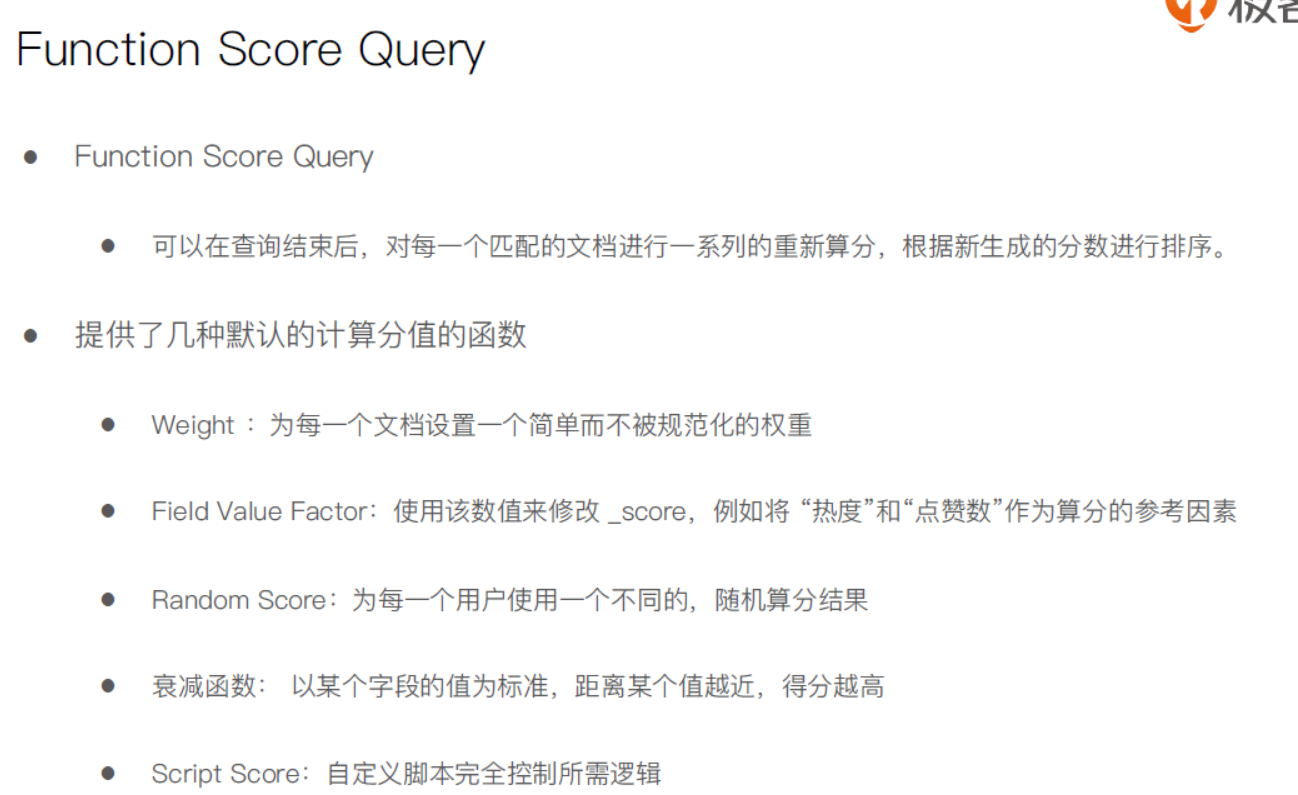 Function Score Query
Function Score Query
可以在查询结束后，对每一个匹配的文档进行一系列的重新算分，根据新生成的分数进行排序。
提供了几种默认的计算分值的函数
Weight ：为每一个文档设置一个简单而不被规范化的权重
Field Value Factor：使用该数值来修改 _score，例如将 “热度”和“点赞数”作为算分的参考因素
Random Score：为每一个用户使用一个不同的，随机算分结果
衰减函数： 以某个字段的值为标准，距离某个值越近，得分越高
Script Score：自定义脚本完全控制所需逻辑